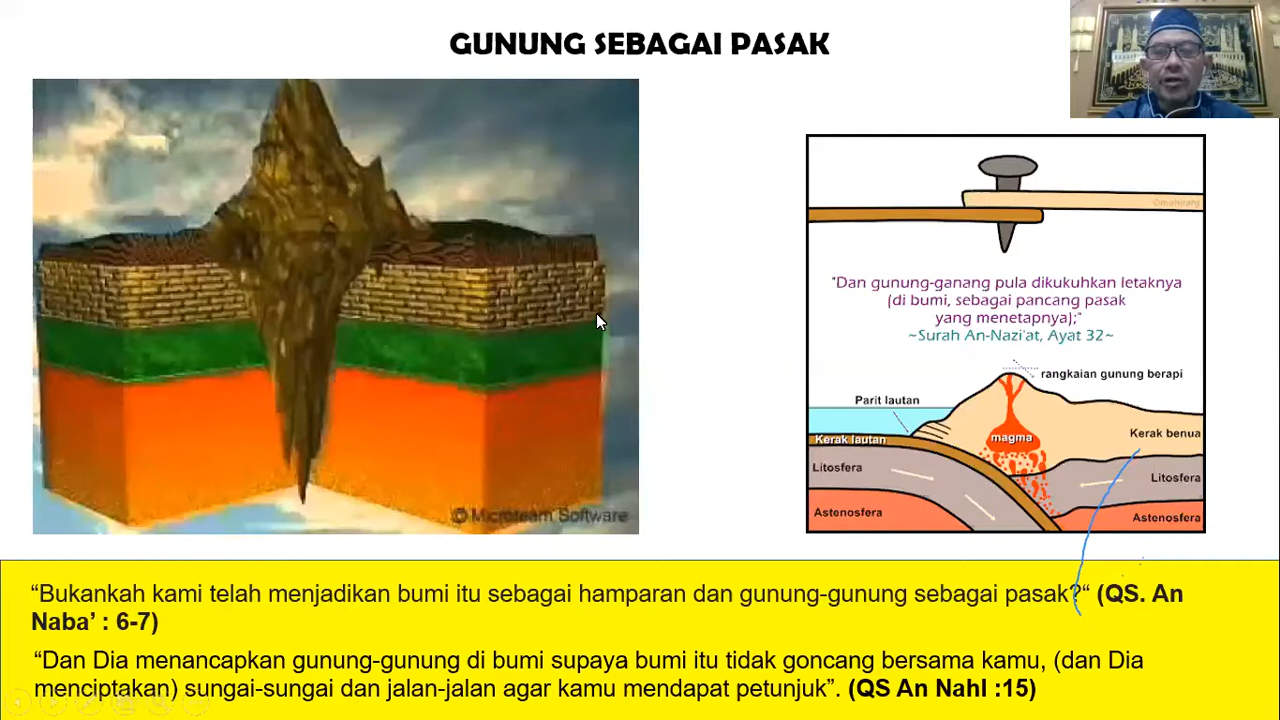 GUNUNG SEBAGAI PASAK
© Microteam Software
"Dan gunung-ganang pula dikukuhkan letaknya
(di bumi, sebagai pancang pasak
yang menetapnya);"
~Surah An-Nazi'at, Ayat 32~
rangkaian gunung berapi
Parit lautan
Kerak lautan
magma
Kerak benua
Litosfera
Litosfera
Astenosfera
Astenosfera
“Bukankah kami telah menjadikan bumi itu sebagai hamparan dan gunung-gunung sebagai pasak?“ (QS. An
Naba’ : 6-7)
“Dan Dia menancapkan gunung-gunung di bumi supaya bumi itu tidak goncang bersama kamu, (dan Dia
menciptakan) sungai-sungai dan jalan-jalan agar kamu mendapat petunjuk”. (QS An Nahl :15)